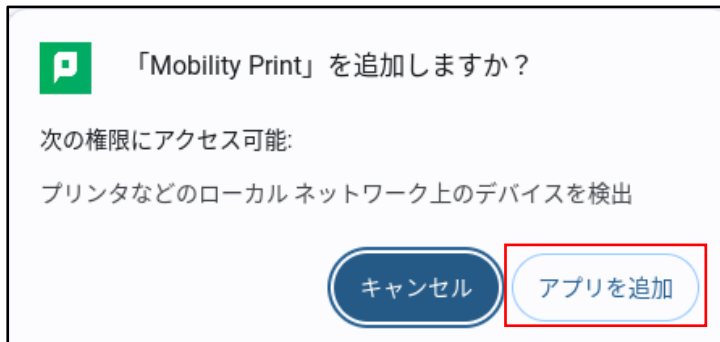 「Mobility Print」を追加しますか？
次の権限にアクセス可能:
プリンタなどのローカル ネットワーク上のデバイスを検出
キャンセル
アプリを追加